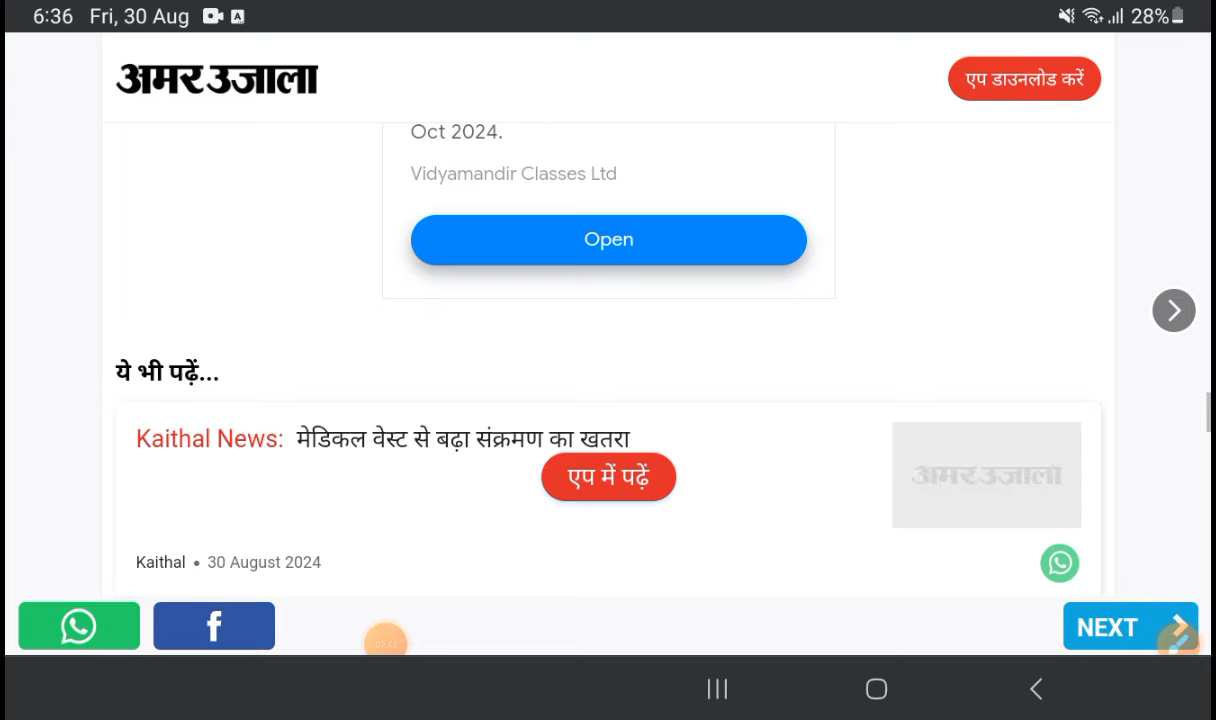 6:36 Fri, 30 Aug A 28%
अमर उजाला
एप डाउनलोड करें
Oct 2024.
Vidyamandir Classes Ltd
Open
ये भी पढ़ें...
Kaithal News: मेडिकल वेस्ट से बढ़ा संक्रमण का खतरा
अमर उजाला
एप में पढ़ें
Kaithal • 30 August 2024
f
NEXT